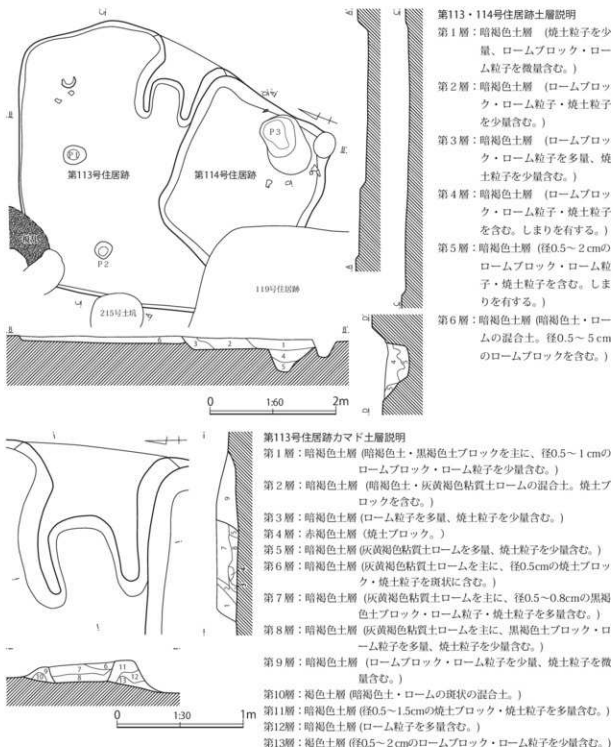 第113・114号住居跡土層説明
第1層：暗褐色土層　(焼土粒子を少
量、ロームブロック・ロー
ム粒子を微量含む。)
第2層：暗褐色土層　(ロームブロッ
ク・ローム粒子・焼土粒子
を少量含む。)
第3層：暗褐色土層　(ロームブロッ
ク・ローム粒子を多量、焼
土粒子を少量含む。)
第4層：暗褐色土層　(ロームブロッ
ク・ローム粒子・焼土粒子
を含む。しまりを有する。)
第5層：暗褐色土層 (径0.5～2cmの
ロームブロック・ローム粒
子・焼土粒子を含む。しま
りを有する。)
第6層：暗褐色土層 (暗褐色土・ロー
ムの混合土。径0.5～5cm
のロームブロックを含む。)
P3
P1
第113号住居跡
第114号住居跡
P2
119号住居跡
215号土坑
6
3
2
1
4
5
4
0
1:60
2m
第113号住居跡カマド土層説明
第1層：暗褐色土層 (暗褐色土・黒褐色土ブロックを主に、径0.5～1cmの
ロームブロック・ローム粒子を少量含む。)
第2層：暗褐色土層　(暗褐色土・灰黄褐色粘質土ロームの混合土。焼土ブ
ロックを含む。)
第3層：暗褐色土層 (ローム粒子を多量、焼土粒子を少量含む。)
第4層：赤褐色土層（焼土ブロック。）
第5層：暗褐色土層 (灰黄褐色粘質土ロームを多量、焼土粒子を少量含む。)
第6層：暗褐色土層 (灰黄褐色粘質土ロームを主に、径0.5cmの焼土ブロッ
ク・焼土粒子を斑状に含む。)
第7層：暗褐色土層 (灰黄褐色粘質土ロームを主に、径0.5～0.8cmの黒褐
色土ブロック・ローム粒子・焼土粒子を多量含む。)
第8層：暗褐色土層 (灰黄褐色粘質土ロームを主に、黒褐色土ブロック・ロ
ーム粒子を多量、焼土粒子を少量含む。)
第9層：暗褐色土層　(ロームブロック・ローム粒子を少量、焼土粒子を微
量含む。)
第10層：褐色土層 (暗褐色土・ロームの斑状の混合土。)
第11層：暗褐色土層 (径0.5～1.5cmの焼土ブロック・焼土粒子を多量含む。)
第12層：暗褐色土層 (ローム粒子を多量含む。)
第13層：褐色土層 (径0.5～2cmのロームブロック・ローム粒子を少量含む。)
9
10
7
6
11
8
13
12
0
1:30
1m